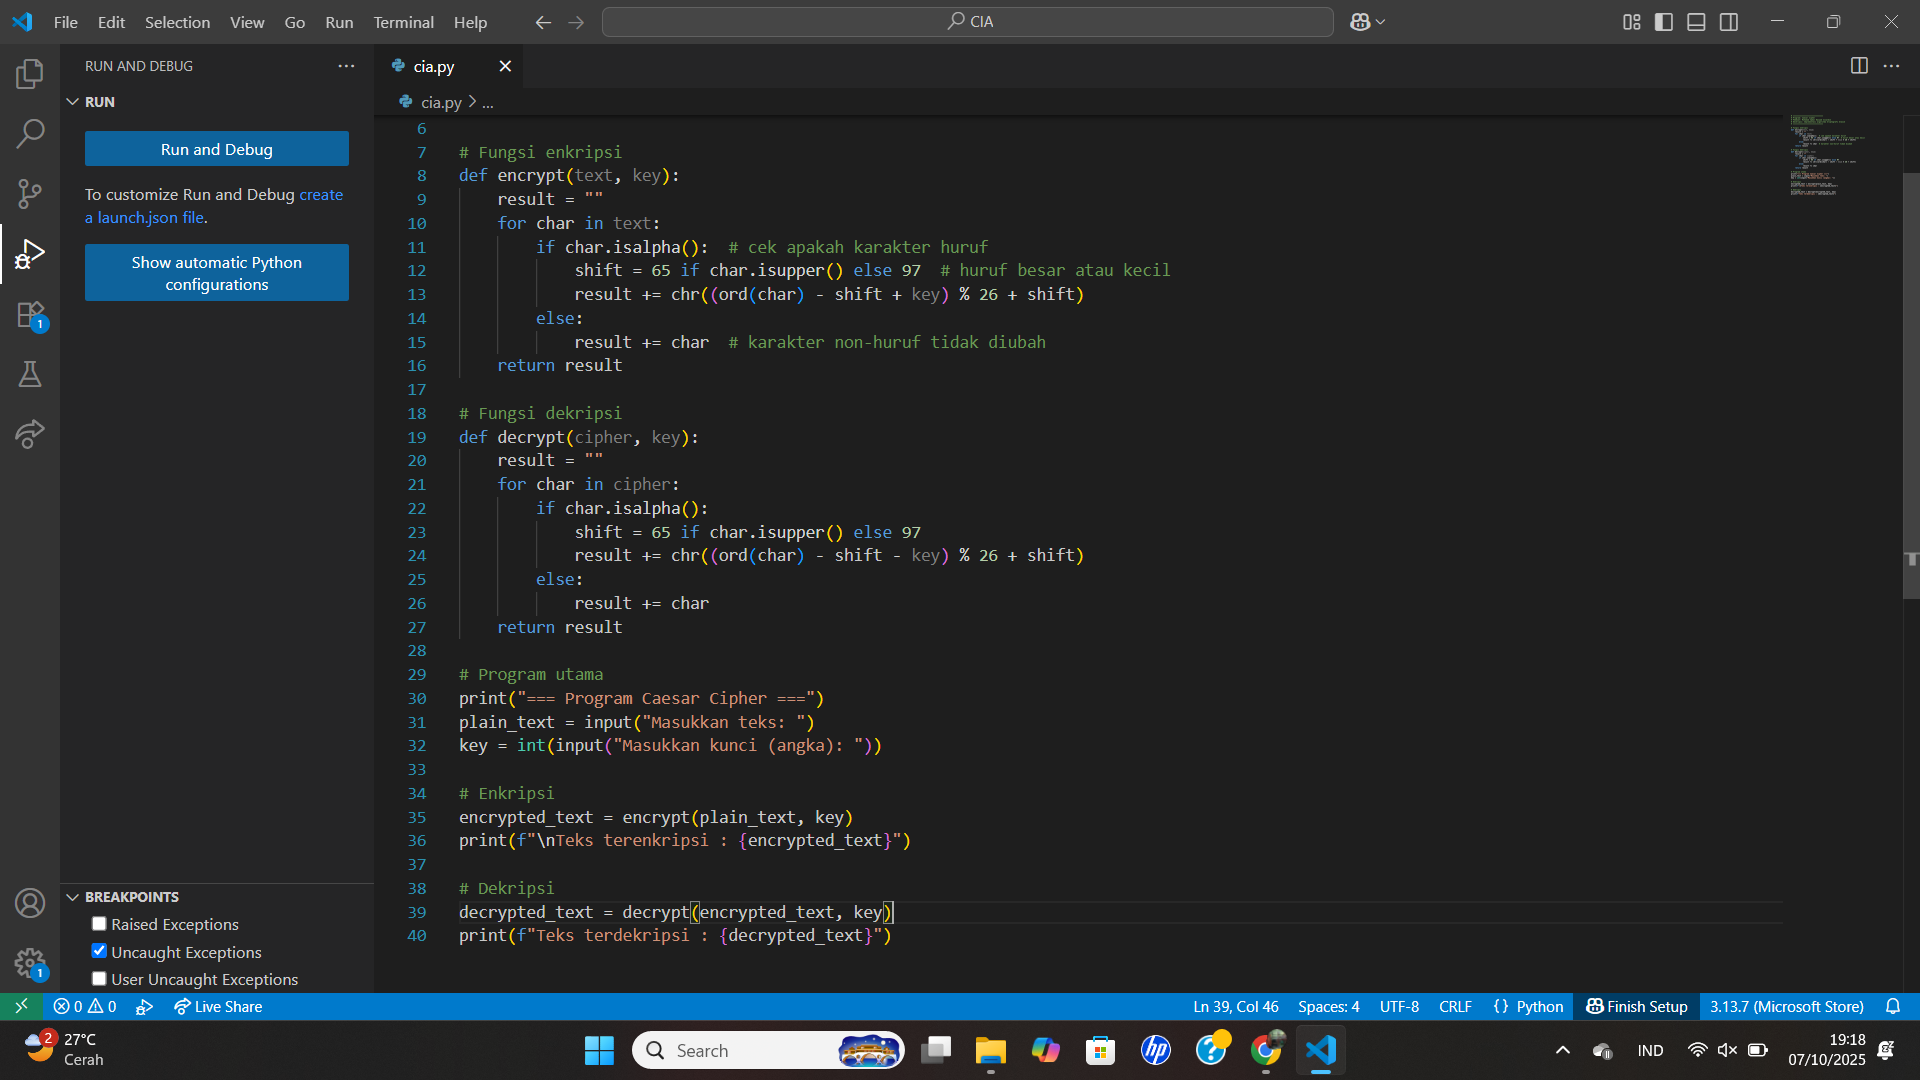 File Edit Selection View Go Run Terminal Help
CIA
RUN AND DEBUG
RUN
Run and Debug
To customize Run and Debug create
a launch.json file.
Show automatic Python
configurations
1
BREAKPOINTS
Raised Exceptions
Uncaught Exceptions
User Uncaught Exceptions
1
cia.py
cia.py > ...
6
7 # Fungsi enkripsi
8 def encrypt(text, key):
9     result = ""
10     for char in text:
11         if char.isalpha():  # cek apakah karakter huruf
12             shift = 65 if char.isupper() else 97  # huruf besar atau kecil
13             result += chr((ord(char) - shift + key) % 26 + shift)
14         else:
15             result += char  # karakter non-huruf tidak diubah
16     return result
17
18 # Fungsi dekripsi
19 def decrypt(cipher, key):
20     result = ""
21     for char in cipher:
22         if char.isalpha():
23             shift = 65 if char.isupper() else 97
24             result += chr((ord(char) - shift - key) % 26 + shift)
25         else:
26             result += char
27     return result
28
29 # Program utama
30 print("=== Program Caesar Cipher ===")
31 plain_text = input("Masukkan teks: ")
32 key = int(input("Masukkan kunci (angka): "))
33
34 # Enkripsi
35 encrypted_text = encrypt(plain_text, key)
36 print(f"\nTeks terenkripsi : {encrypted_text}")
37
38 # Dekripsi
39 decrypted_text = decrypt(encrypted_text, key)
40 print(f"Teks terdekripsi : {decrypted_text}")
0 0 Live Share
Ln 39, Col 46 Spaces: 4 UTF-8 CRLF {} Python Finish Setup 3.13.7 (Microsoft Store)
2
27°C
Cerah
Search
hp
IND
19:18
07/10/2025